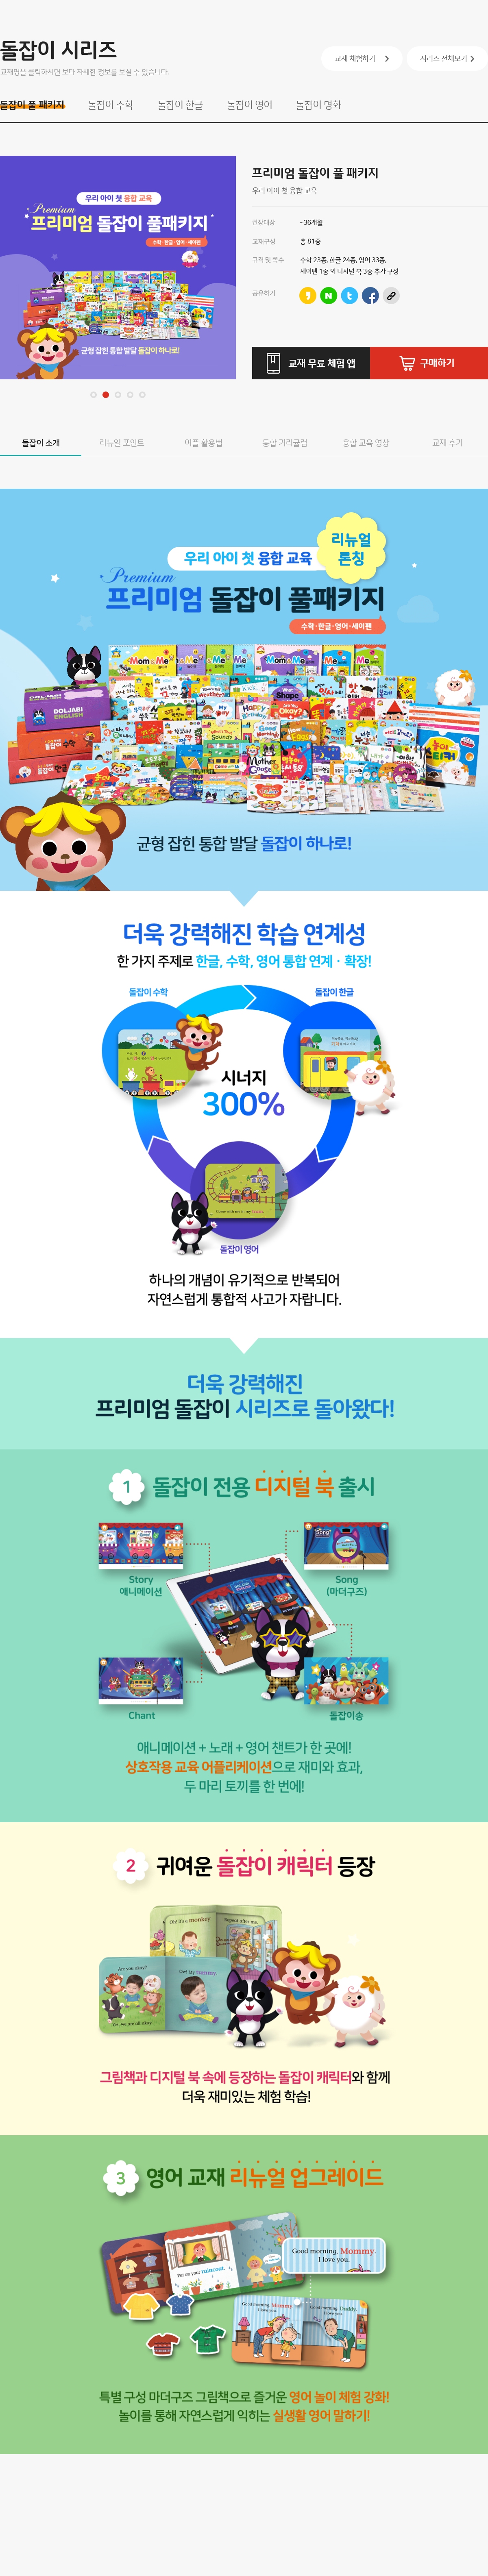 돌잡이 시리즈
교재명을 클릭하시면 보다 자세한 정보를 보실 수 있습니다.
교재 체험하기
시리즈 전체보기
돌잡이 풀 패키지
돌잡이 수학
돌잡이 한글
돌잡이 영어
돌잡이 명화
우리 아이 첫 융합 교육
Premium
프리미엄 돌잡이 풀패키지
수학·한글·영어·세이펜
균형 잡힌 통합 발달 돌잡이 하나로!
프리미엄 돌잡이 풀 패키지
우리 아이 첫 융합 교육
권장대상
~36개월
교재구성
총 81종
규격 및 쪽수
수학 23종, 한글 24종, 영어 33종,
세이펜 1종 외 디지털 북 3종 추가 구성
공유하기
교재 무료 체험 앱
구매하기
돌잡이 소개
리뉴얼 포인트
어플 활용법
통합 커리큘럼
융합 교육 영상
교재 후기
리뉴얼
론칭
우리 아이 첫 융합 교육
Premium
프리미엄 돌잡이 풀패키지
수학·한글·영어·세이펜
Mom&Me
DOLJABI
ENGLISH
돌잡이 수학
돌잡이 한글
Happy Birthday!
Shape
Okay?
Mother Goose
균형 잡힌 통합 발달 돌잡이 하나로!
더욱 강력해진 학습 연계성
한 가지 주제로 한글, 수학, 영어 통합 연계 · 확장!
돌잡이 수학
돌잡이 한글
시너지
300%
Come with me to my
돌잡이 영어
하나의 개념이 유기적으로 반복되어
자연스럽게 통합적 사고가 자랍니다.
더욱 강력해진
프리미엄 돌잡이 시리즈로 돌아왔다!
1
돌잡이 전용 디지털 북 출시
Story
애니메이션
Song
(마더구즈)
Chant
돌잡이송
애니메이션 + 노래 + 영어 챈트가 한 곳에!
상호작용 교육 어플리케이션으로 재미와 효과,
두 마리 토끼를 한 번에!
2
귀여운 돌잡이 캐릭터 등장
Oh! It's a monkey!
Repeat after me.
Are you okay?
Yes, we are all okay.
그림책과 디지털 북 속에 등장하는 돌잡이 캐릭터와 함께
더욱 재미있는 체험 학습!
3
영어 교재 리뉴얼 업그레이드
Put on your raincoat.
Good morning, Mommy.
I love you.
Good morning, Mommy.
I love you.
Good morning, Daddy.
I love you.
특별 구성 마더구즈 그림책으로 즐거운 영어 놀이 체험 강화!
놀이를 통해 자연스럽게 익히는 실생활 영어 말하기!